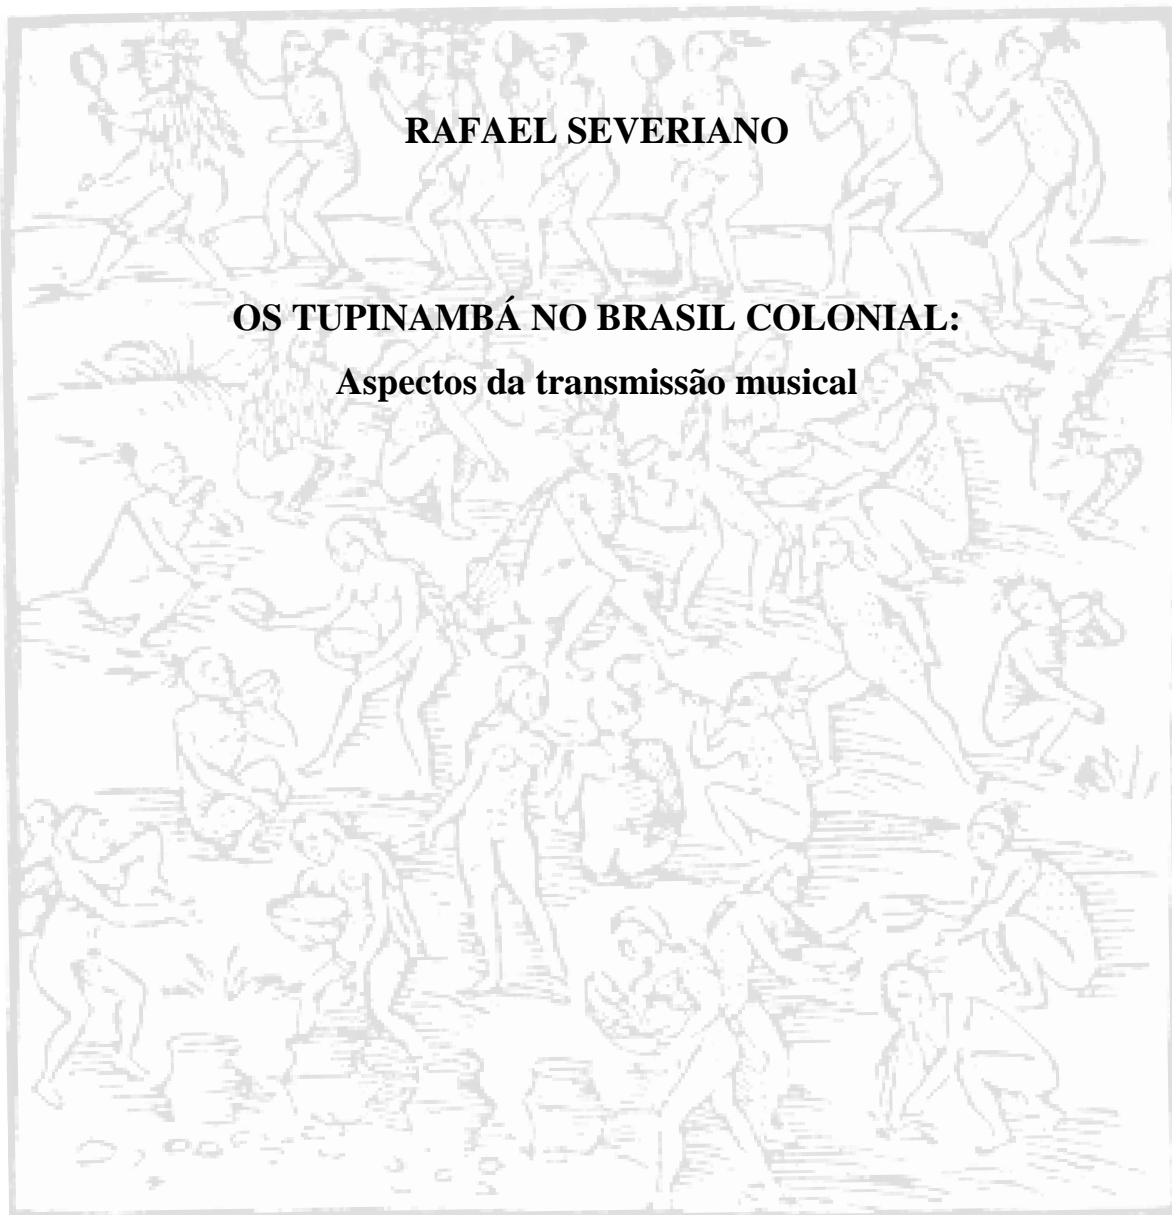 RAFAEL SEVERIANO
OS TUPINAMBÁ NO BRASIL COLONIAL:
Aspectos da transmissão musical